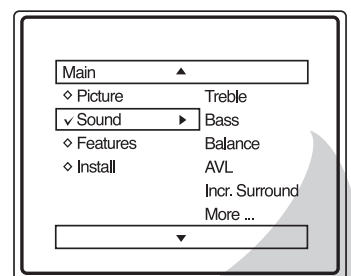 Main
Picture
Treble
Sound
Bass
Features
Balance
Install
AVL
Incr. Surround
More ...